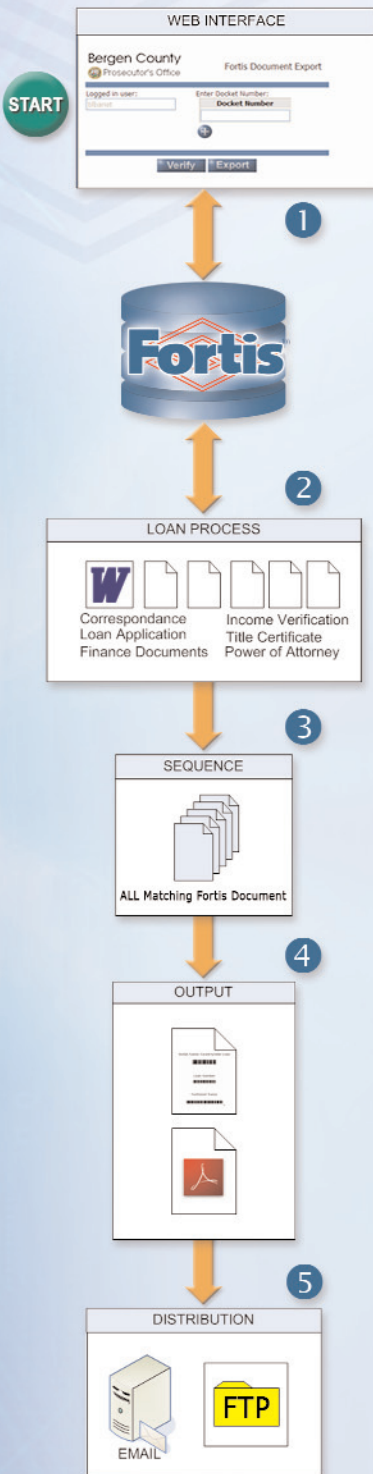 WEB INTERFACE
Bergen County
Prosecutor's Office
Fortis Document Export
START
Logged in user:
Enter Docket Number:
Docket Number
Verify
Export
1
Fortis
2
LOAN PROCESS
W
Correspondance
Loan Application
Finance Documents
Income Verification
Title Certificate
Power of Attorney
3
SEQUENCE
ALL Matching Fortis Document
4
OUTPUT
5
DISTRIBUTION
EMAIL
FTP